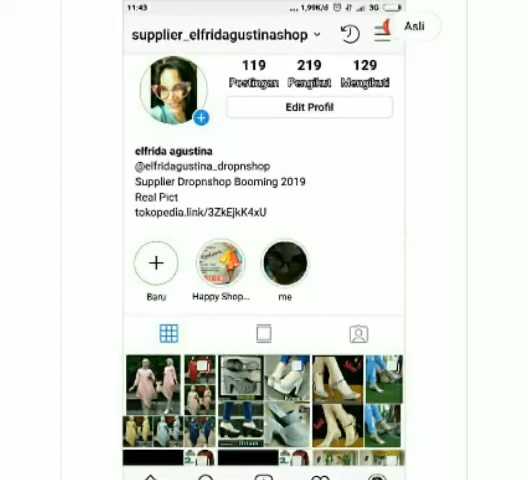 11:43
... 1,99K/d 3G
supplier_elfridagustinashop
Asli
119 219 129
Postingan Pengikut Mengikuti
Edit Profil
elfrida agustina
@elfridagustina_dropnshop
Supplier Dropnshop Booming 2019
Real Pict
tokopedia.link/3ZkEjkK4xU
Baru Happy Shop... me